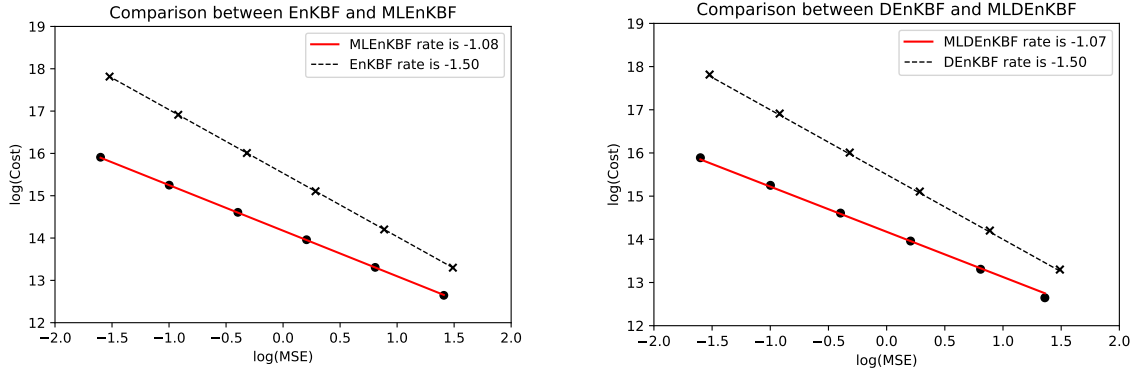 Comparison between EnKBF and MLEnKBF
19
18
17
16
15
14
13
12
log(Cost)
MLEnKBF rate is -1.08
EnKBF rate is -1.50
−2.0 −1.5 −1.0 −0.5 0.0 0.5 1.0 1.5 2.0
log(MSE)
Comparison between DEnKBF and MLDEnKBF
19
18
17
16
15
14
13
12
log(Cost)
MLDEnKBF rate is -1.07
DEnKBF rate is -1.50
−2.0 −1.5 −1.0 −0.5 0.0 0.5 1.0 1.5 2.0
log(MSE)